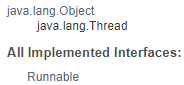 java.lang.Object
java.lang.Thread
All Implemented Interfaces:
Runnable